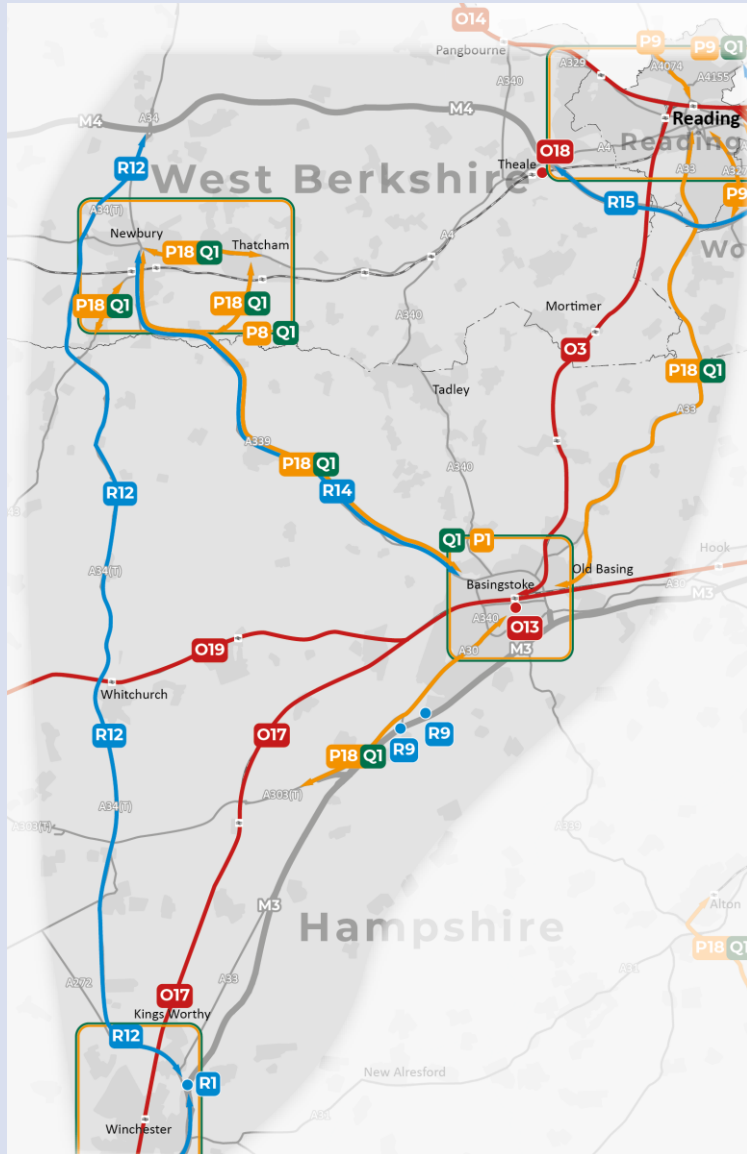 O14
Pangbourne
A329
P9
P9 Q1
A4074
A4155
A34
M4
M4
A340
Reading
Reading
O18
A4
Theale
A33
A327
R12
West Berkshire
R15
P9
Wo
A34(T)
Newbury
P18 Q1
Thatcham
A4
P18 Q1
P18 Q1
P8 Q1
A340
Mortimer
O3
P18 Q1
Tadley
A33
A339
P18 Q1
R14
R12
A340
Q1 P1
Hook
A34(T)
Basingstoke
Old Basing
A30
M3
A340
O13
M3
O19
A30
Whitchurch
R12
O17
R9
R9
P18 Q1
A303(T)
A34(T)
A303(T)
A339
M3
Hampshire
Alton
P18 Q1
A31
A272
A33
O17
Kings Worthy
R12
R1
New Alresford
A31
Winchester